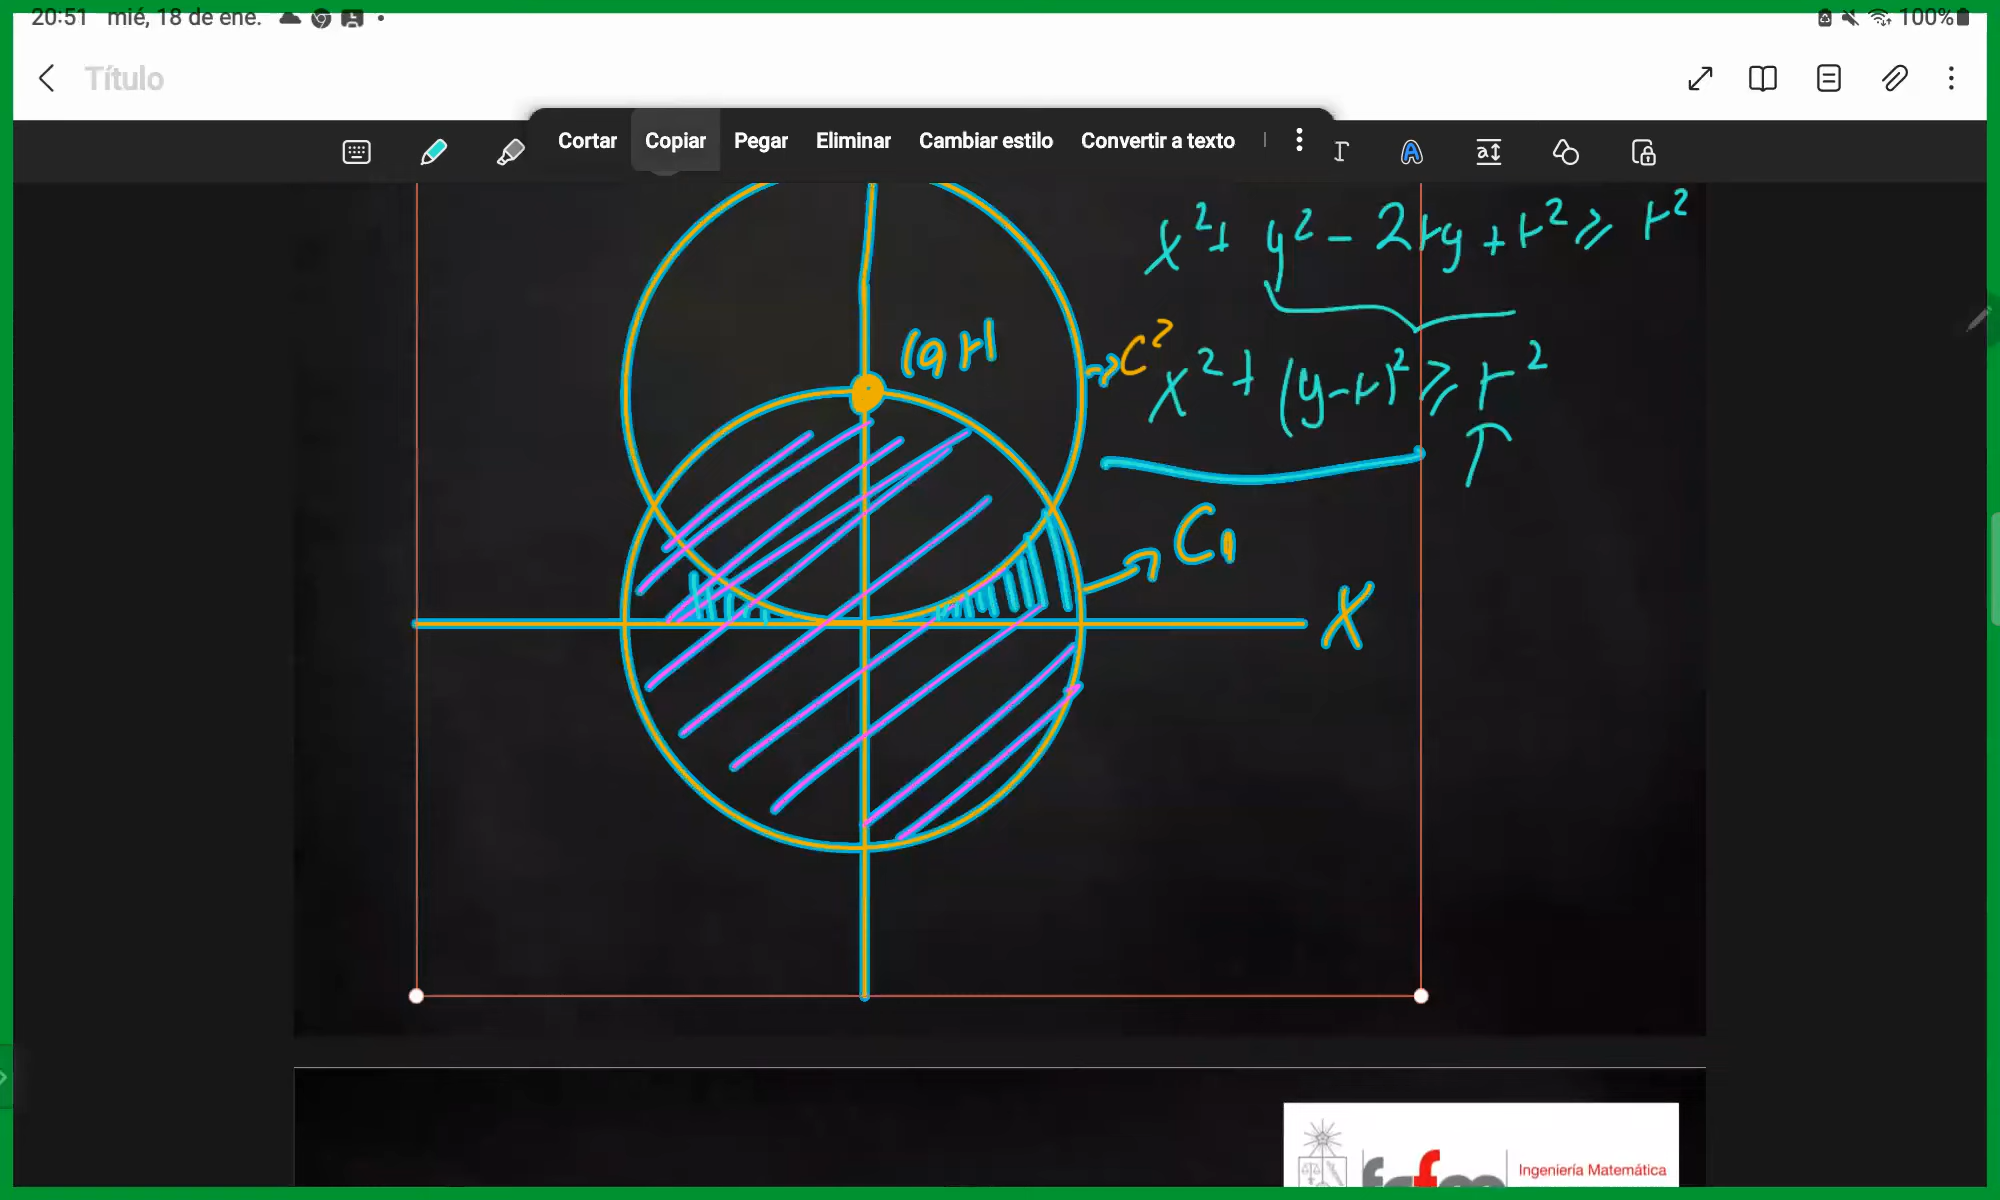 20:51 mié, 18 de ene. 100%
Título
Cortar Copiar Pegar Eliminar Cambiar estilo Convertir a texto
x² + y² - 2ry + r² ⩾ r²
(0, r)
→ C²
x² + (y-r)² ⩾ r²
C₁
X
Ingeniería Matemática